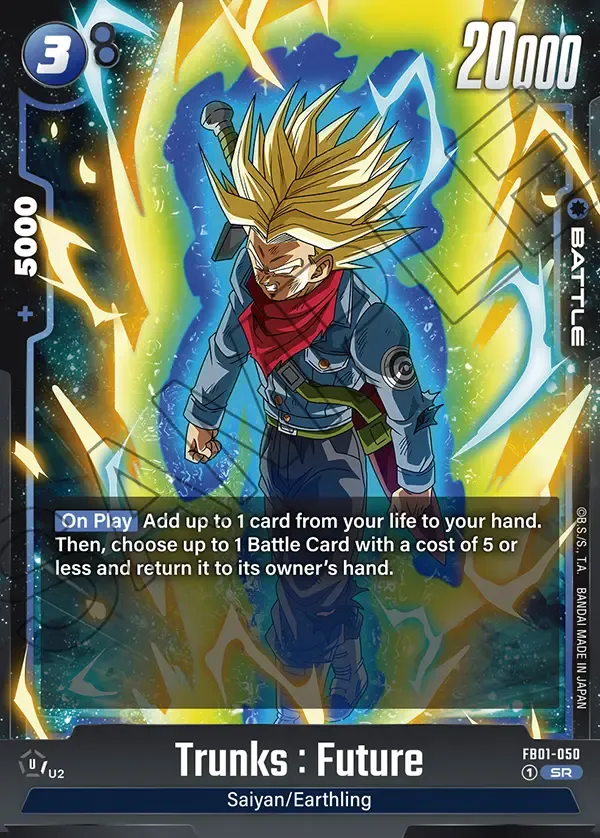 3
20000
+ 5000
BATTLE
SAMPLE
On Play Add up to 1 card from your life to your hand.
Then, choose up to 1 Battle Card with a cost of 5 or
less and return it to its owner's hand.
©B.S./S., T.A. BANDAI MADE IN JAPAN
Trunks : Future
U/U2
FB01-050
1 SR
Saiyan/Earthling